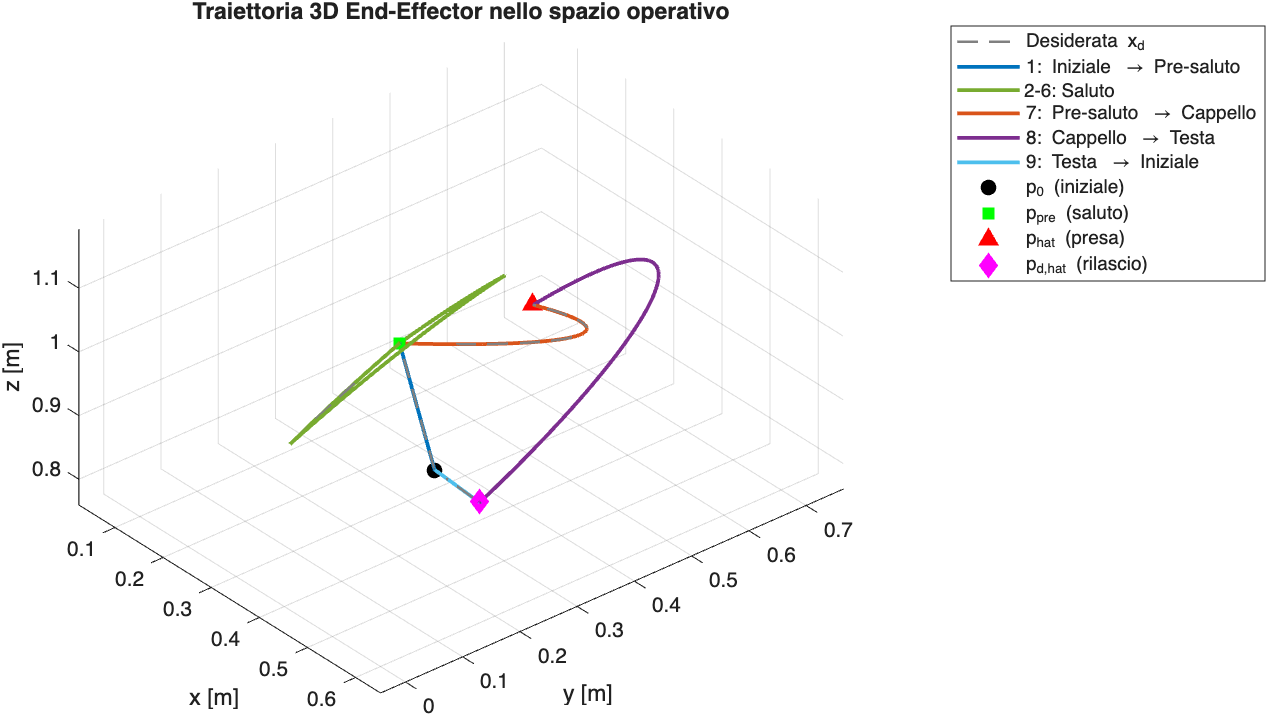 Traiettoria 3D End-Effector nello spazio operativo
Desiderata x_d
1: Iniziale → Pre-saluto
2-6: Saluto
7: Pre-saluto → Cappello
8: Cappello → Testa
9: Testa → Iniziale
p_0 (iniziale)
p_pre (saluto)
p_hat (presa)
p_d,hat (rilascio)
1.1
1
0.9
0.8
z [m]
0.1
0.2
0.3
0.4
0.5
0.6
x [m]
0
0.1
0.2
0.3
0.4
0.5
0.6
0.7
y [m]